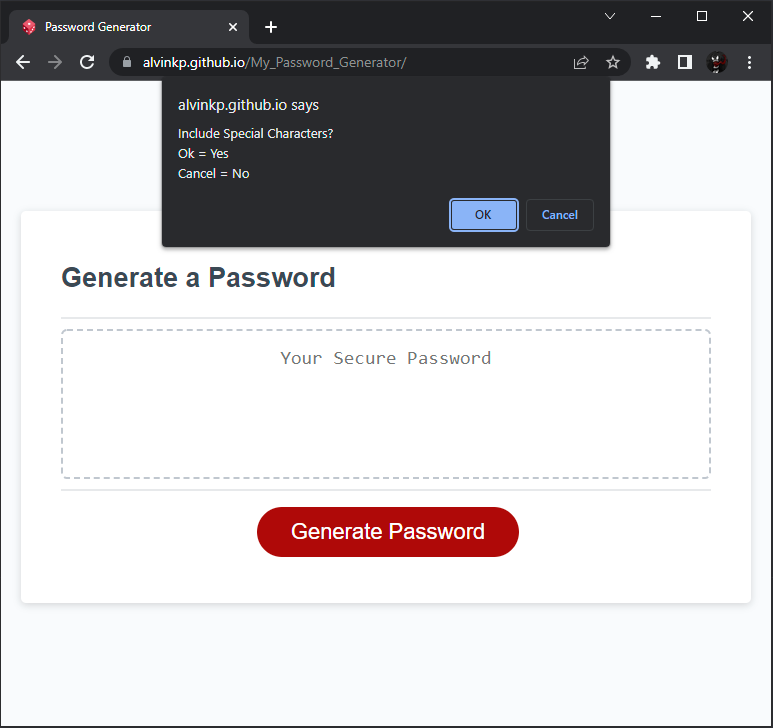 Password Generator
alvinkp.github.io/My_Password_Generator/
alvinkp.github.io says
Include Special Characters?
Ok = Yes
Cancel = No
OK Cancel
Generate a Password
Your Secure Password
Generate Password